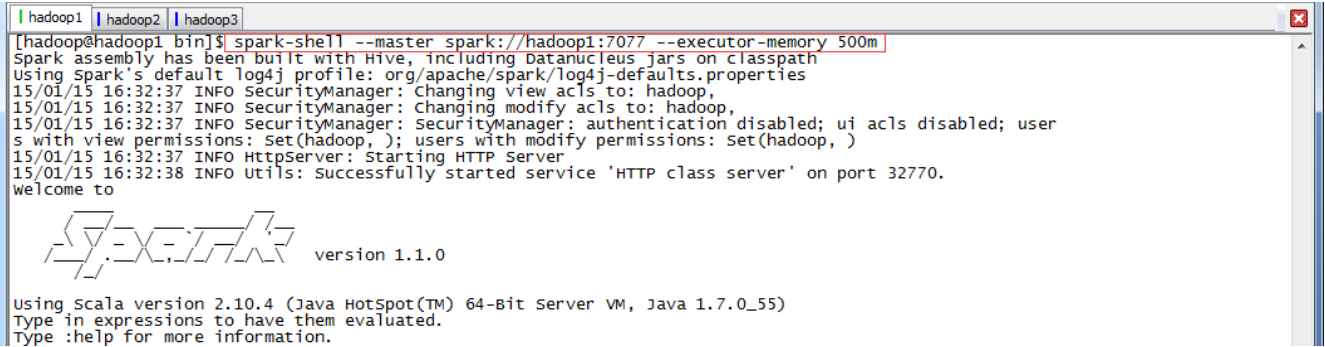 hadoop1 hadoop2 hadoop3
[hadoop@hadoop1 bin]$ spark-shell --master spark://hadoop1:7077 --executor-memory 500m
Spark assembly has been built with Hive, including Datanucleus jars on classpath
Using Spark's default log4j profile: org/apache/spark/log4j-defaults.properties
15/01/15 16:32:37 INFO SecurityManager: Changing view acls to: hadoop,
15/01/15 16:32:37 INFO SecurityManager: Changing modify acls to: hadoop,
15/01/15 16:32:37 INFO SecurityManager: SecurityManager: authentication disabled; ui acls disabled; user
s with view permissions: Set(hadoop, ); users with modify permissions: Set(hadoop, )
15/01/15 16:32:37 INFO HttpServer: Starting HTTP Server
15/01/15 16:32:38 INFO Utils: Successfully started service 'HTTP class server' on port 32770.
Welcome to
Spark version 1.1.0
Using Scala version 2.10.4 (Java HotSpot(TM) 64-Bit Server VM, Java 1.7.0_55)
Type in expressions to have them evaluated.
Type :help for more information.